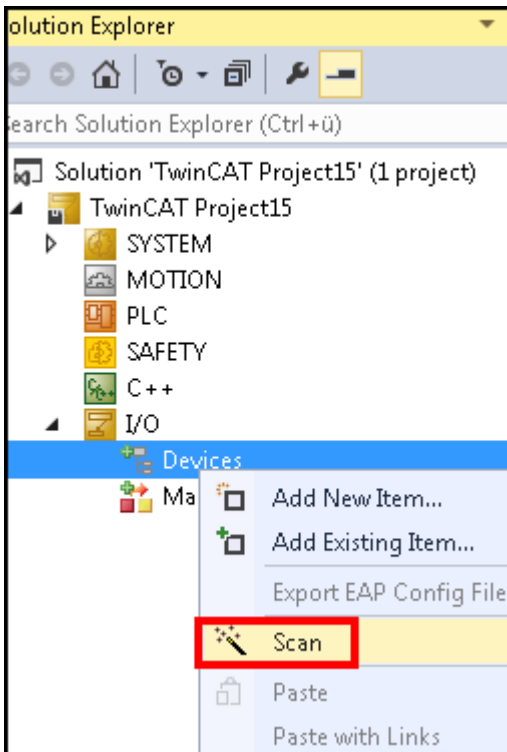 olution Explorer
earch Solution Explorer (Ctrl+ü)
Solution 'TwinCAT Project15' (1 project)
TwinCAT Project15
SYSTEM
MOTION
PLC
SAFETY
C++
I/O
Devices
Ma
Add New Item...
Add Existing Item...
Export EAP Config File
Scan
Paste
Paste with Links